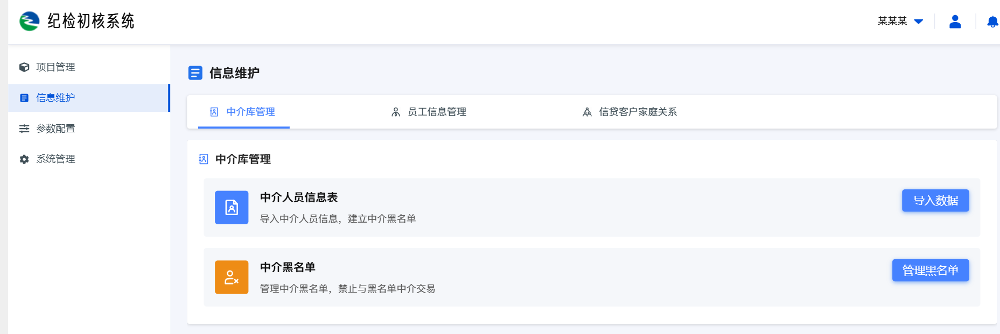 纪检初核系统
某某某
项目管理
信息维护
参数配置
系统管理
信息维护
中介库管理
员工信息管理
信贷客户家庭关系
中介库管理
中介人员信息表
导入中介人员信息，建立中介黑名单
导入数据
中介黑名单
管理中介黑名单，禁止与黑名单中介交易
管理黑名单